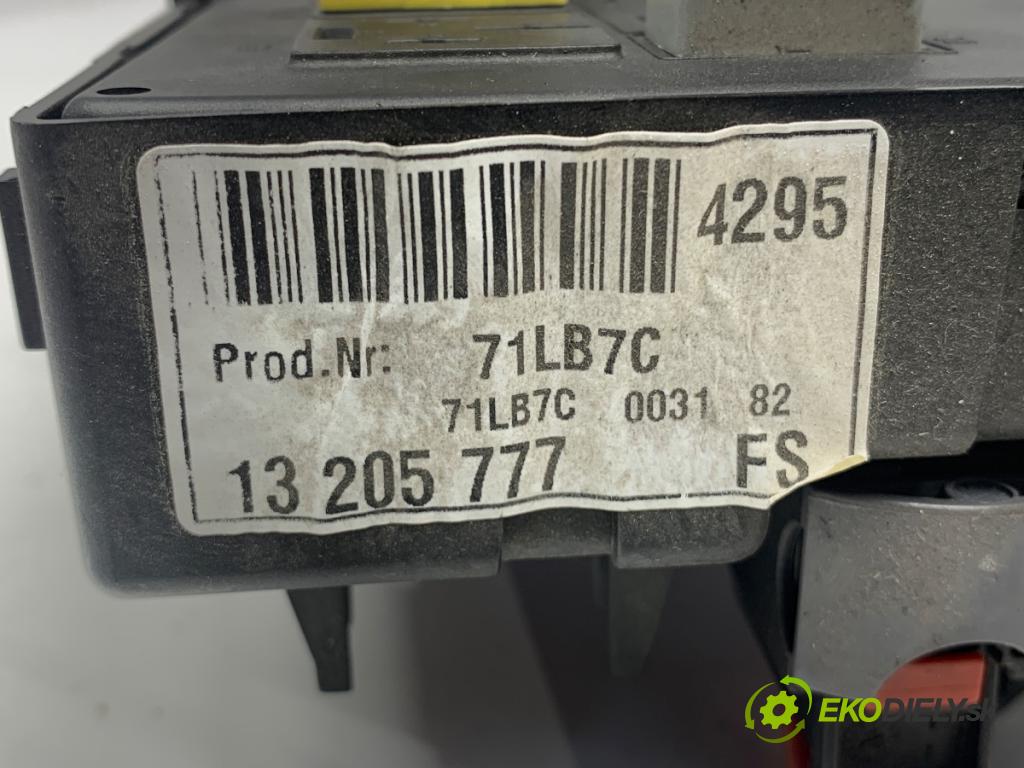 4295
Prod.Nr: 71LB7C
71LB7C 0031 82
13 205 777 FS
EKODIELY.sk